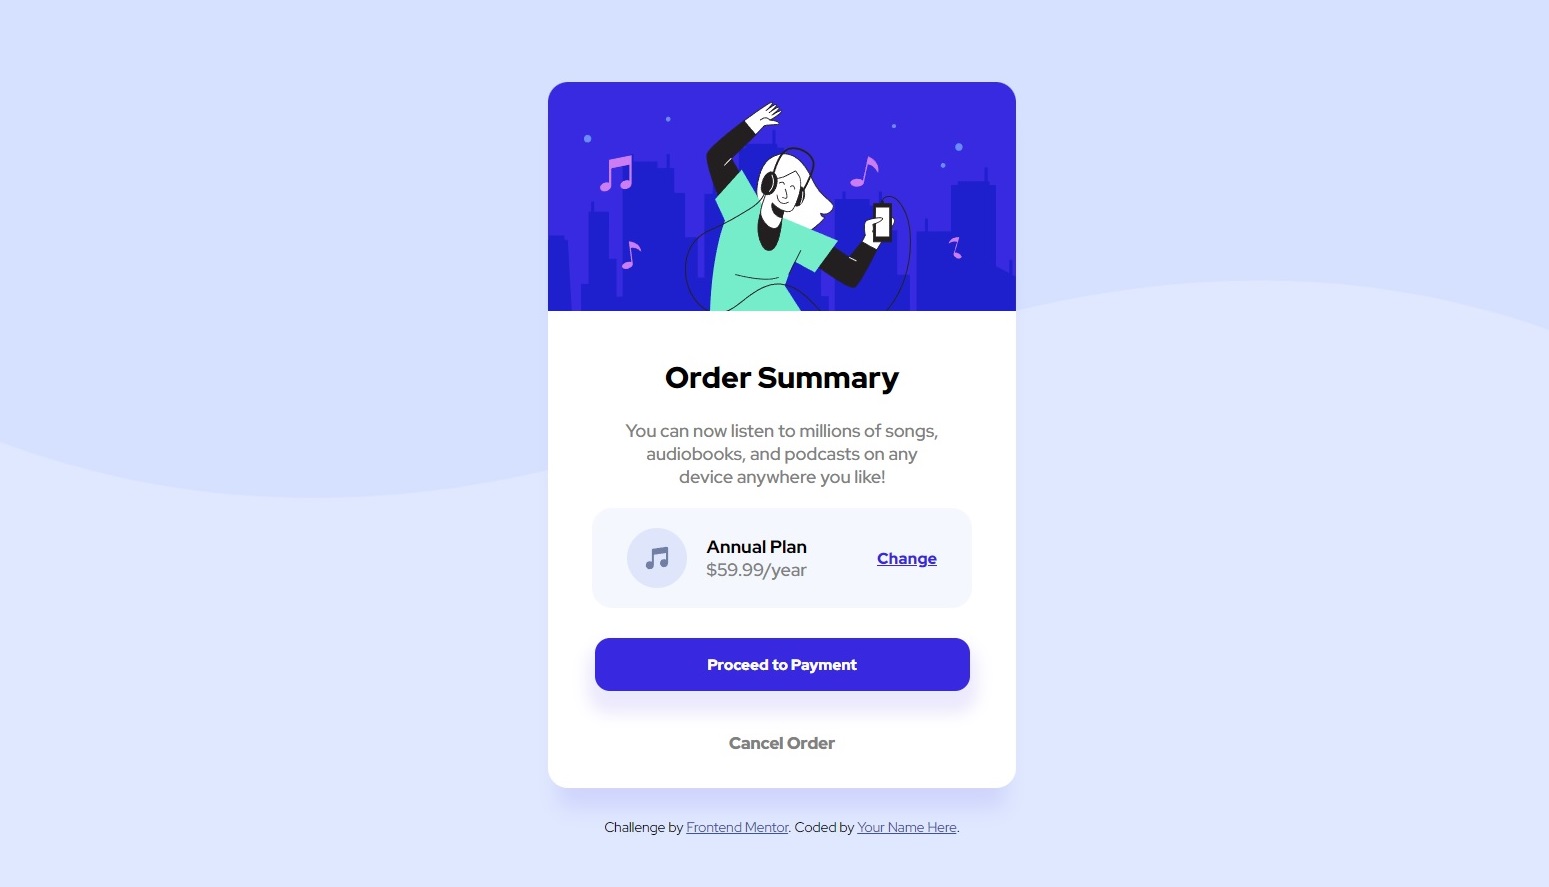 Order Summary
You can now listen to millions of songs,
audiobooks, and podcasts on any
device anywhere you like!
Annual Plan
$59.99/year
Change
Proceed to Payment
Cancel Order
Challenge by Frontend Mentor. Coded by Your Name Here.